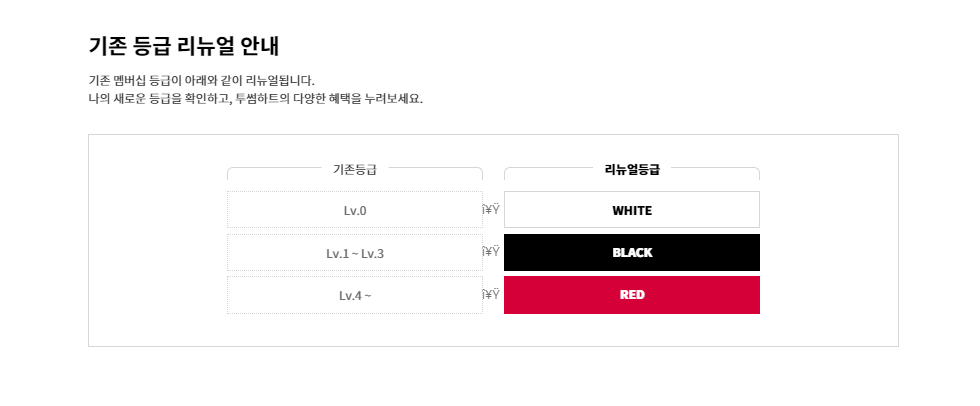 기존 등급 리뉴얼 안내
기존 멤버십 등급이 아래와 같이 리뉴얼됩니다.
나의 새로운 등급을 확인하고, 투썸하트의 다양한 혜택을 누려보세요.
기존등급 리뉴얼등급
Lv.0 î¥Ÿ WHITE
Lv.1 ~ Lv.3 î¥Ÿ BLACK
Lv.4 ~ î¥Ÿ RED